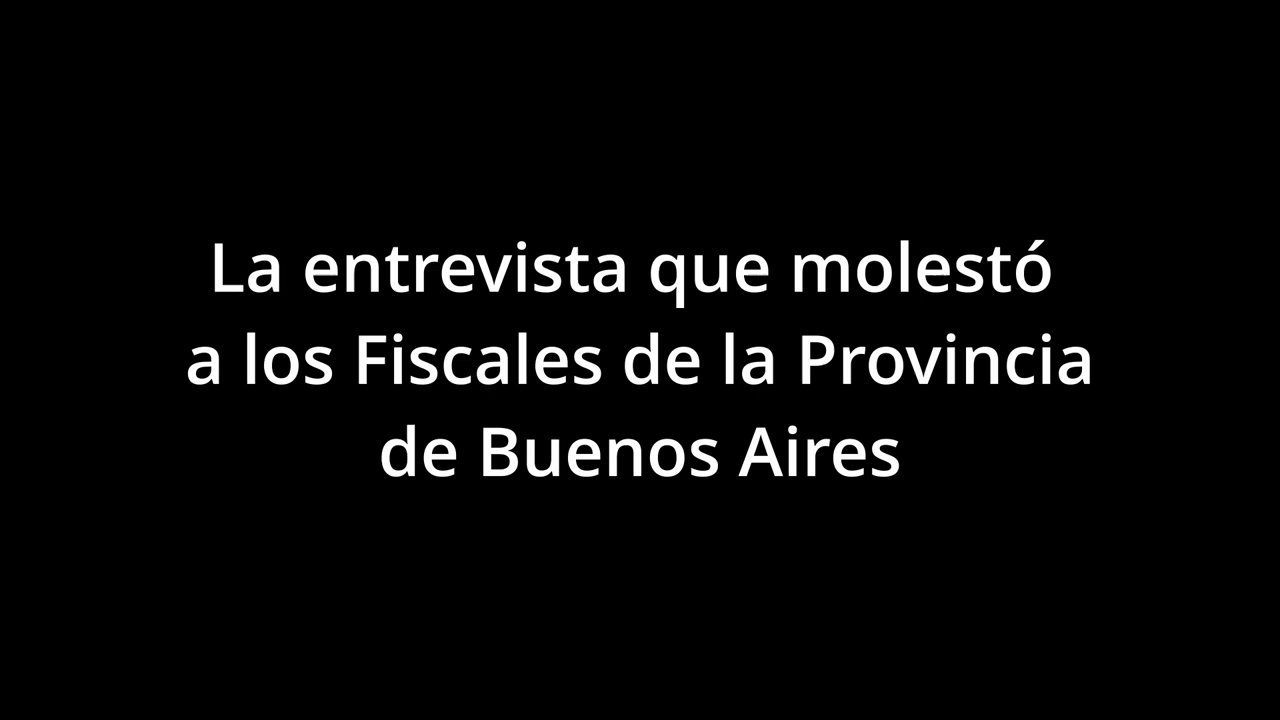 La entrevista que molestó
a los Fiscales de la Provincia
de Buenos Aires